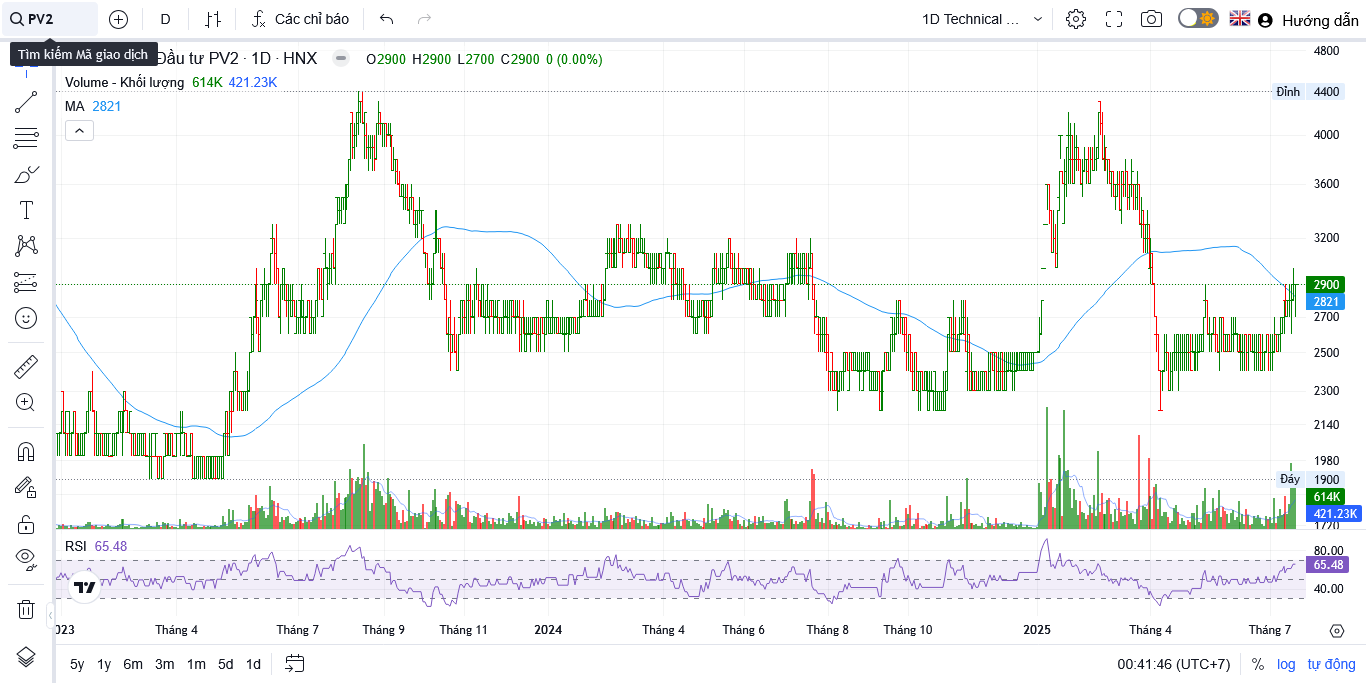 PV2
D
Các chỉ báo
1D Technical ...
Hướng dẫn
Tìm kiếm Mã giao dịch
Đầu tư PV2 · 1D · HNX
O2900 H2900 L2700 C2900 0 (0.00%)
Volume - Khối lượng 614K 421.23K
MA 2821
4800
Đỉnh 4400
4000
3600
3200
2900
2821
2700
2500
2300
2140
1980
Đáy 1900
614K
421.23K
1770
RSI 65.48
80.00
65.48
40.00
023 Tháng 4 Tháng 7 Tháng 9 Tháng 11 2024 Tháng 4 Tháng 6 Tháng 8 Tháng 10 2025 Tháng 4 Tháng 7
5y 1y 6m 3m 1m 5d 1d
00:41:46 (UTC+7) % log tự động